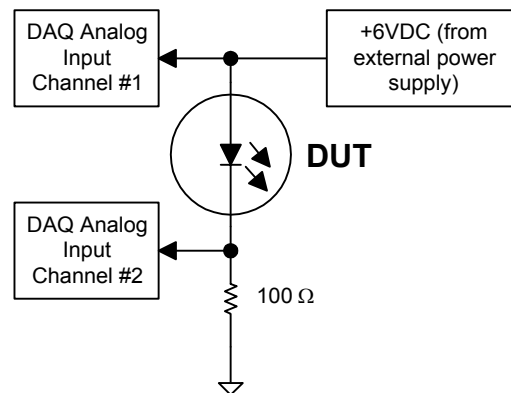 DAQ Analog
Input
Channel #1
+6VDC (from
external power
supply)
DUT
DAQ Analog
Input
Channel #2
100 Ω